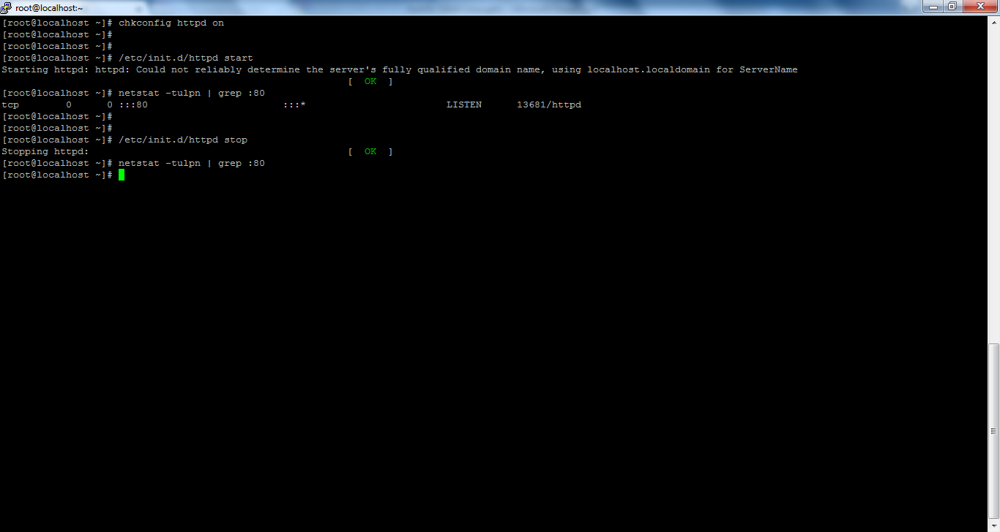 root@localhost:~
[root@localhost ~]# chkconfig httpd on
[root@localhost ~]#
[root@localhost ~]#
[root@localhost ~]# /etc/init.d/httpd start
Starting httpd: httpd: Could not reliably determine the server's fully qualified domain name, using localhost.localdomain for ServerName
[  OK  ]
[root@localhost ~]# netstat -tulpn | grep :80
tcp        0      0 :::80                       :::*                        LISTEN      13681/httpd
[root@localhost ~]#
[root@localhost ~]#
[root@localhost ~]# /etc/init.d/httpd stop
Stopping httpd:                                            [  OK  ]
[root@localhost ~]# netstat -tulpn | grep :80
[root@localhost ~]#